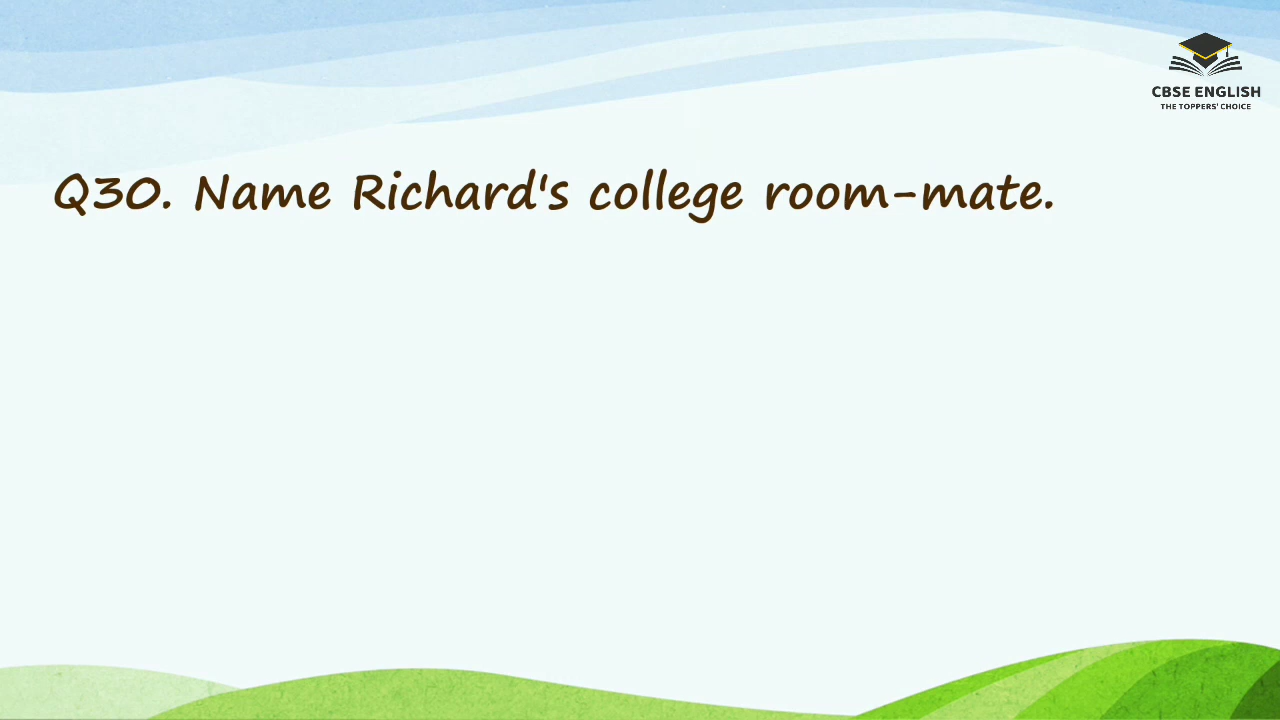 CBSE ENGLISH
THE TOPPERS' CHOICE
Q30. Name Richard's college room-mate.